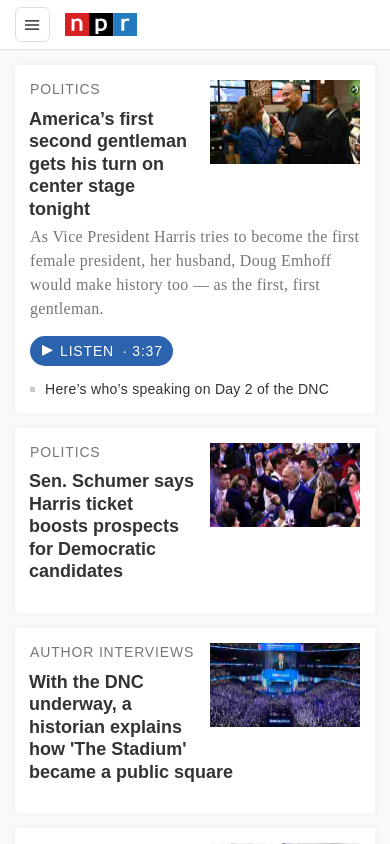 npr
POLITICS
America’s first
second gentleman
gets his turn on
center stage
tonight
As Vice President Harris tries to become the first
female president, her husband, Doug Emhoff
would make history too — as the first, first
gentleman.
LISTEN · 3:37
Here’s who’s speaking on Day 2 of the DNC
POLITICS
Sen. Schumer says
Harris ticket
boosts prospects
for Democratic
candidates
AUTHOR INTERVIEWS
With the DNC
underway, a
historian explains
how 'The Stadium'
became a public square